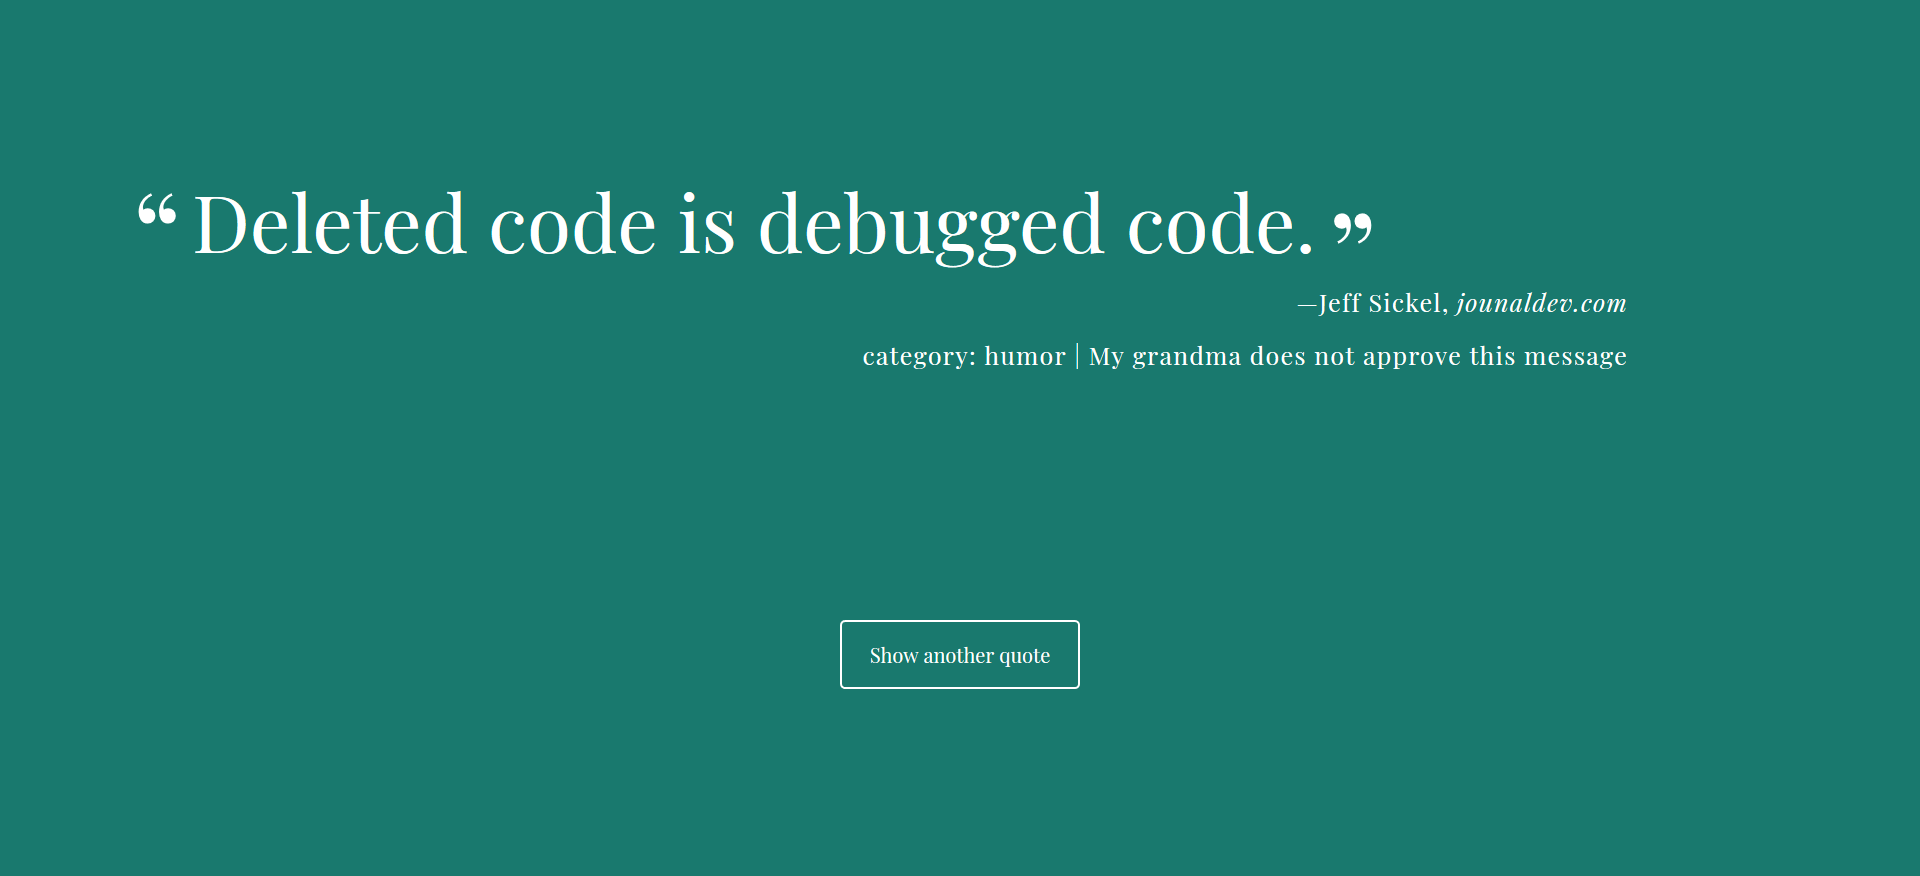 “ Deleted code is debugged code. ”
—Jeff Sickel, jounaldev.com
category: humor | My grandma does not approve this message
Show another quote